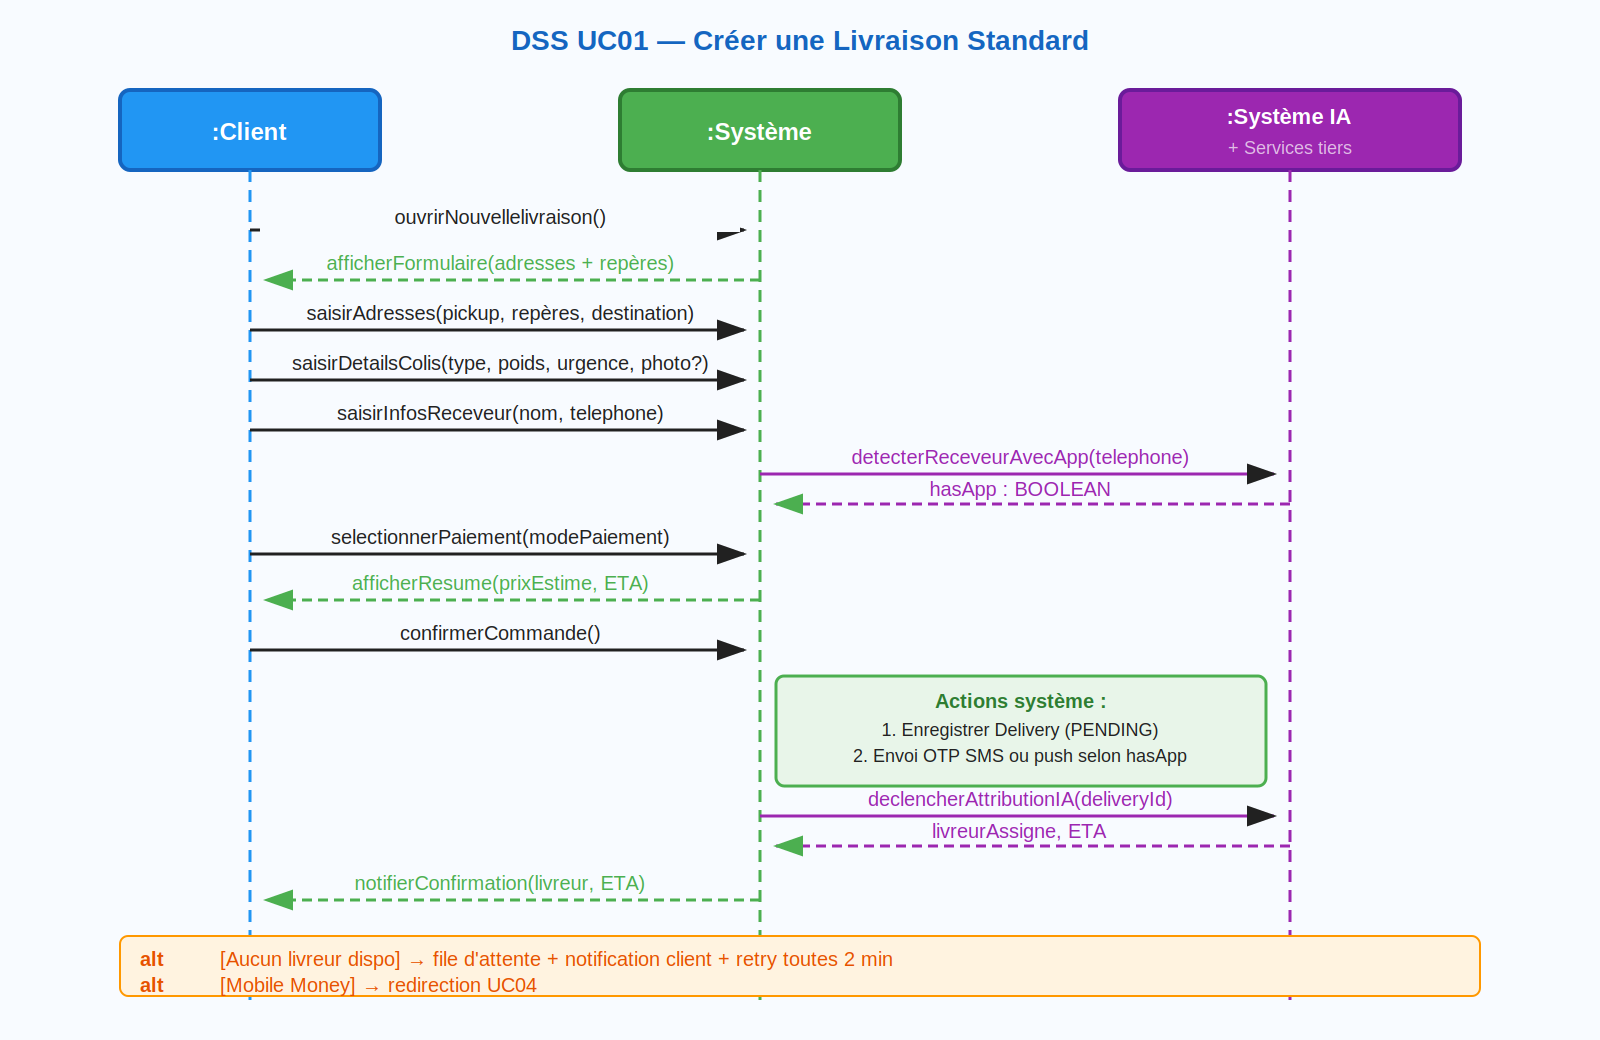 DSS UC01 — Créer une Livraison Standard
:Client
:Système
:Système IA
+ Services tiers
ouvrirNouvellelivraison()
afficherFormulaire(adresses + repères)
saisirAdresses(pickup, repères, destination)
saisirDetailsColis(type, poids, urgence, photo?)
saisirInfosReceveur(nom, telephone)
detecterReceveurAvecApp(telephone)
hasApp : BOOLEAN
selectionnerPaiement(modePaiement)
afficherResume(prixEstime, ETA)
confirmerCommande()
Actions système :
1. Enregistrer Delivery (PENDING)
2. Envoi OTP SMS ou push selon hasApp
declencherAttributionIA(deliveryId)
livreurAssigne, ETA
notifierConfirmation(livreur, ETA)
alt [Aucun livreur dispo] → file d'attente + notification client + retry toutes 2 min
alt [Mobile Money] → redirection UC04